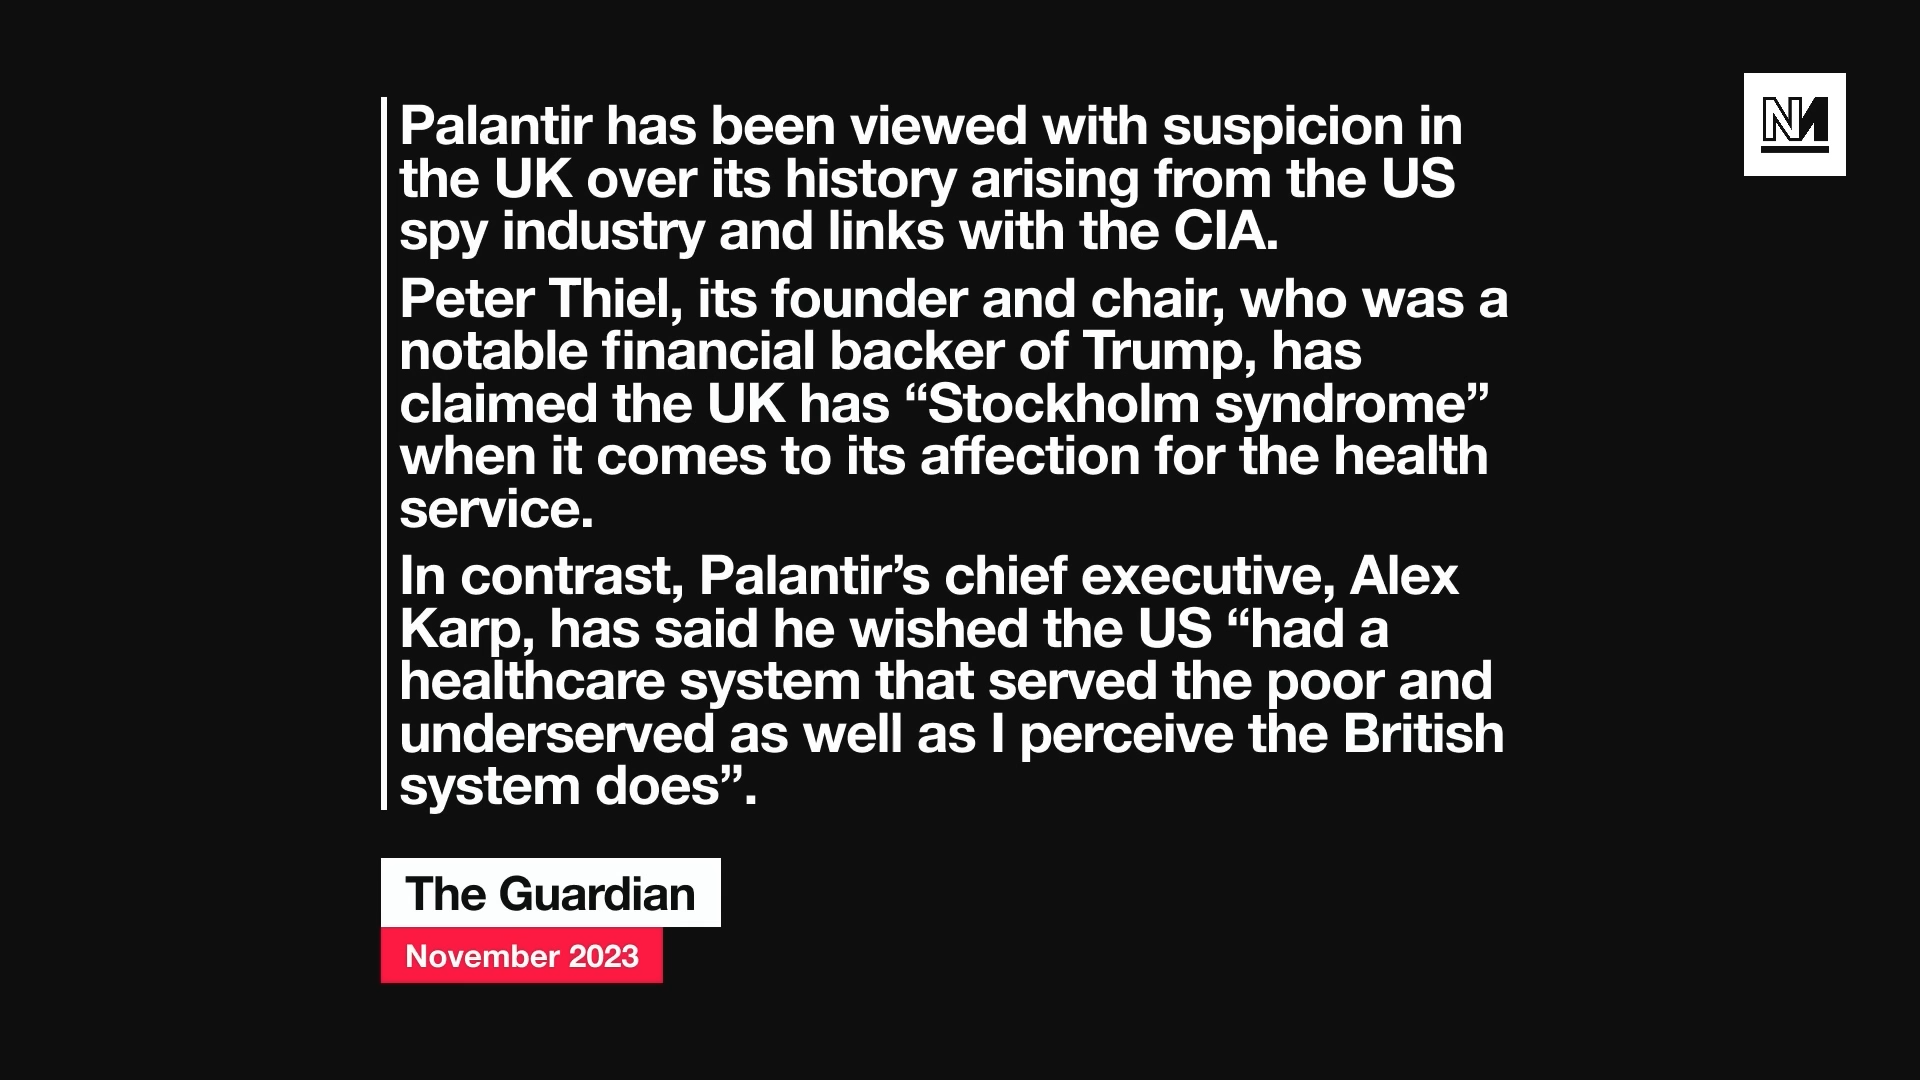 Palantir has been viewed with suspicion in
the UK over its history arising from the US
spy industry and links with the CIA.
Peter Thiel, its founder and chair, who was a
notable financial backer of Trump, has
claimed the UK has “Stockholm syndrome”
when it comes to its affection for the health
service.
In contrast, Palantir’s chief executive, Alex
Karp, has said he wished the US “had a
healthcare system that served the poor and
underserved as well as I perceive the British
system does”.
The Guardian
November 2023
NM